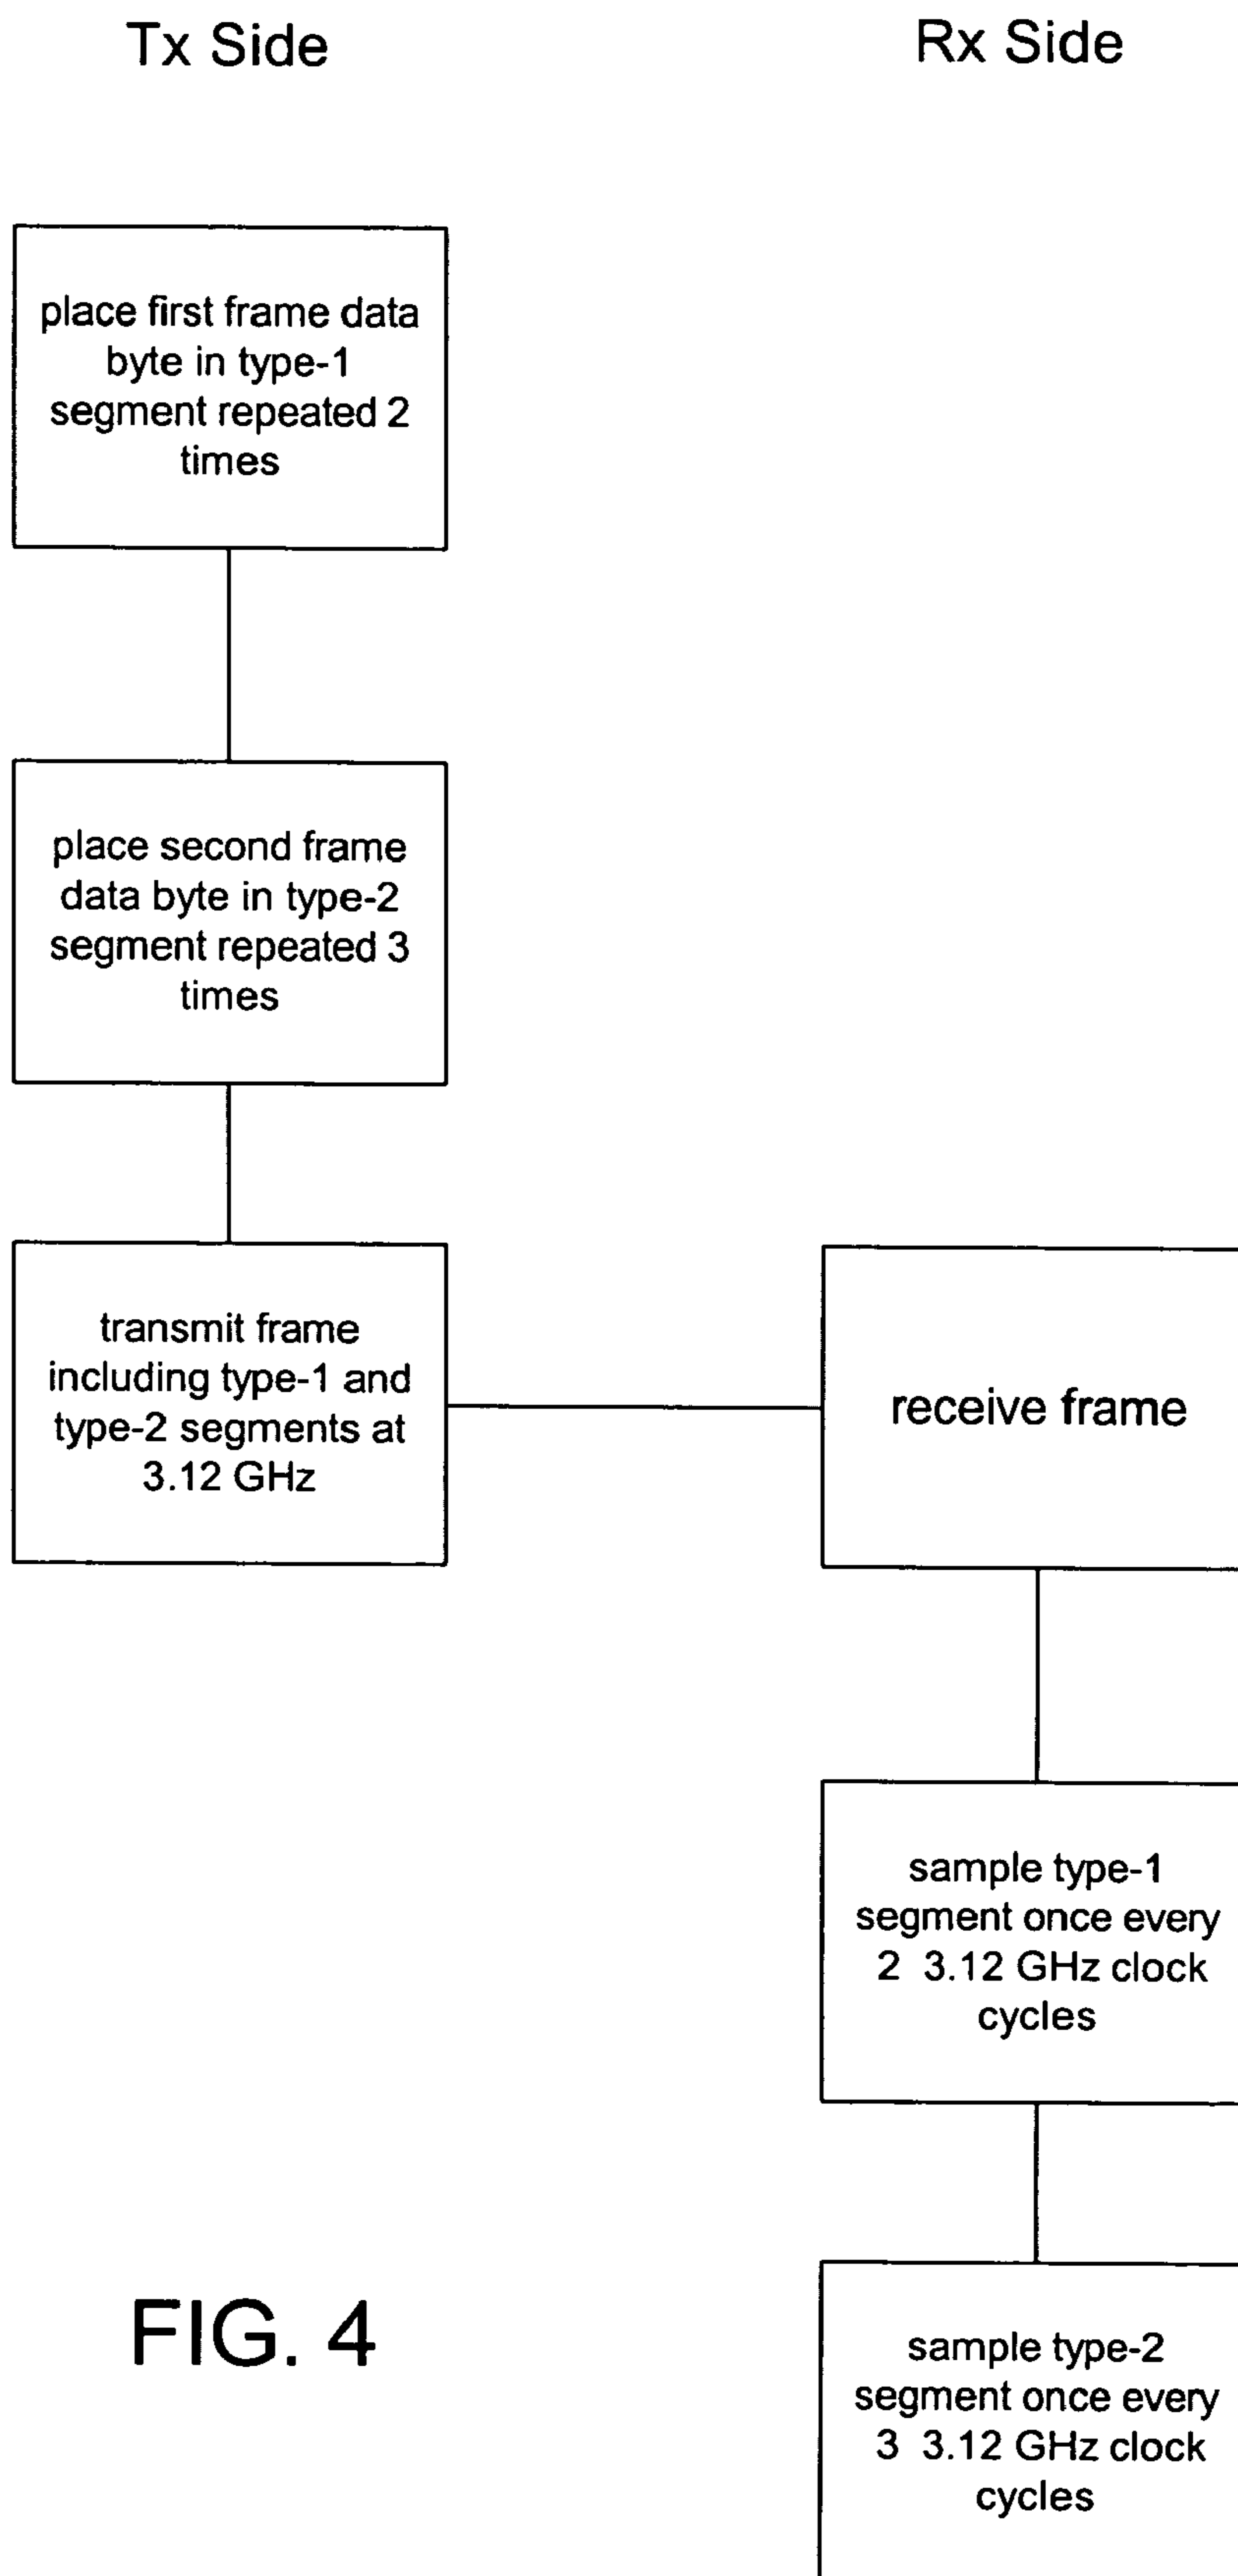 Tx Side
Rx Side
place first frame data
byte in type-1
segment repeated 2
times
place second frame
data byte in type-2
segment repeated 3
times
transmit frame
including type-1 and
type-2 segments at
3.12 GHz
receive frame
sample type-1
segment once every
2 3.12 GHz clock
cycles
sample type-2
segment once every
3 3.12 GHz clock
cycles
FIG. 4